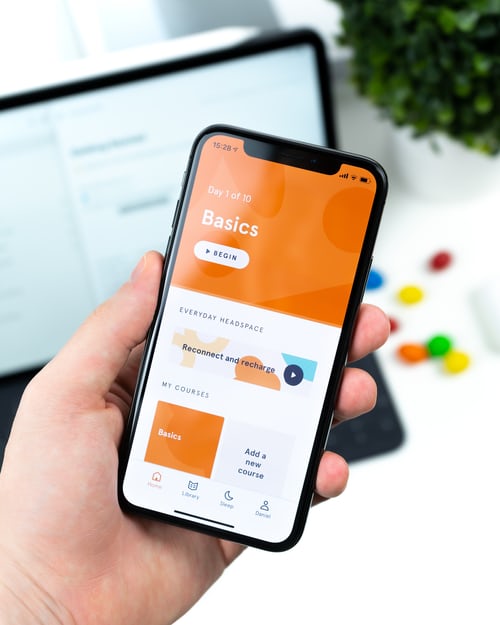 15:28
Day 1 of 10
Basics
BEGIN
EVERYDAY HEADSPACE
Reconnect and recharge
MY COURSES
Basics
Add a
new
course
Home
Library
Sleep
Daniel